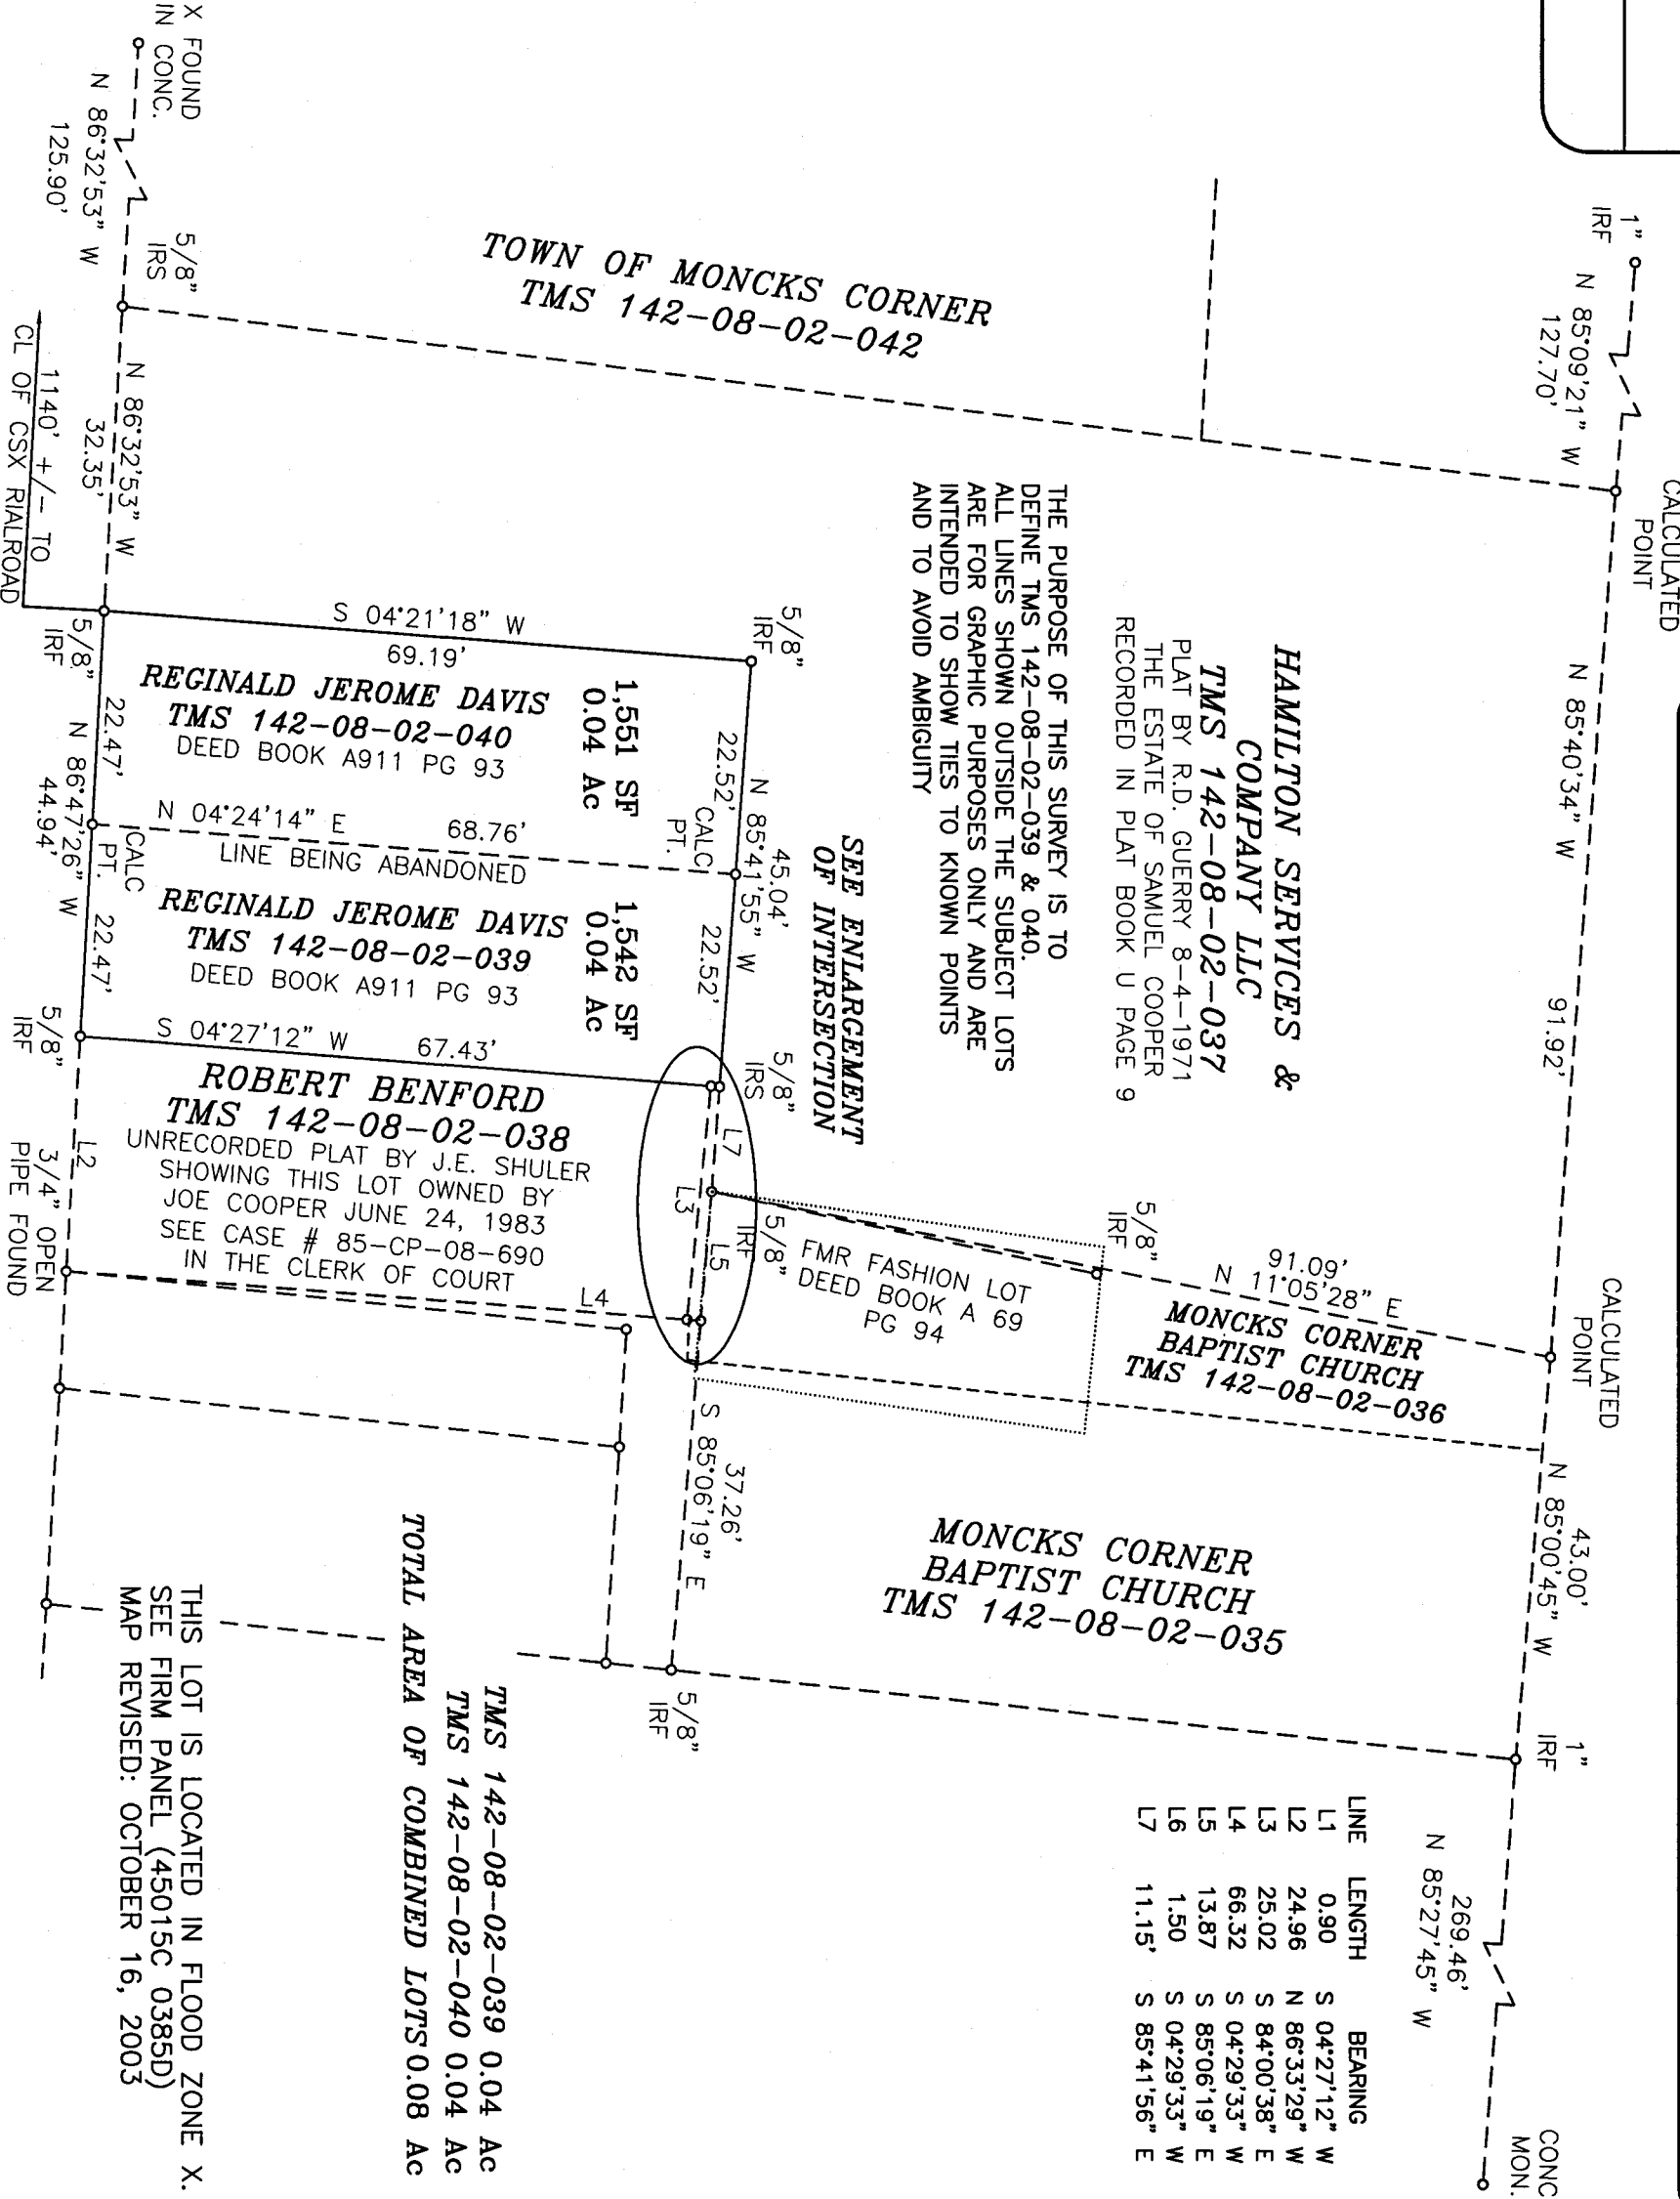 X FOUND
IN CONC.
N 86°32'53" W
125.90'
5/8"
IRS
N 86°32'53" W
32.35'
1140' +/- TO
CL OF CSX RIALROAD
1"
IRF
N 85°09'21" W
127.70'
CALCULATED
POINT
N 85°40'34" W
91.92'
CALCULATED
POINT
43.00'
N 85°00'45" W
1"
IRF
269.46'
N 85°27'45" W
CONC
MON.
TOWN OF MONCKS CORNER
TMS 142-08-02-042
HAMILTON SERVICES &
COMPANY LLC
TMS 142-08-02-037
PLAT BY R.D. GUERRY 8-4-1971
THE ESTATE OF SAMUEL COOPER
RECORDED IN PLAT BOOK U PAGE 9
THE PURPOSE OF THIS SURVEY IS TO
DEFINE TMS 142-08-02-039 & 040.
ALL LINES SHOWN OUTSIDE THE SUBJECT LOTS
ARE FOR GRAPHIC PURPOSES ONLY AND ARE
INTENDED TO SHOW TIES TO KNOWN POINTS
AND TO AVOID AMBIGUITY
SEE ENLARGEMENT
OF INTERSECTION
5/8"
IRF
45.04'
N 85°41'55" W
22.52'
22.52'
CALC
PT.
5/8"
IRS
S 04°21'18" W
69.19'
1,551 SF
0.04 Ac
REGINALD JEROME DAVIS
TMS 142-08-02-040
DEED BOOK A911 PG 93
N 04°24'14" E 68.76'
LINE BEING ABANDONED
1,542 SF
0.04 Ac
REGINALD JEROME DAVIS
TMS 142-08-02-039
DEED BOOK A911 PG 93
5/8"
IRF
22.47'
N 86°47'26" W
44.94'
CALC
PT.
22.47'
5/8"
IRF
S 04°27'12" W 67.43'
ROBERT BENFORD
TMS 142-08-02-038
UNRECORDED PLAT BY J.E. SHULER
SHOWING THIS LOT OWNED BY
JOE COOPER JUNE 24, 1983
SEE CASE # 85-CP-08-690
IN THE CLERK OF COURT
L2
3/4" OPEN
PIPE FOUND
L7
L3
L5
L4
5/8"
IRF
5/8"
IRF
FMR FASHION LOT
DEED BOOK A 69
PG 94
91.09'
N 11°05'28" E
MONCKS CORNER
BAPTIST CHURCH
TMS 142-08-02-036
37.26'
S 85°06'19" E
5/8"
IRF
MONCKS CORNER
BAPTIST CHURCH
TMS 142-08-02-035
LINE LENGTH BEARING
L1 0.90 S 04°27'12" W
L2 24.96 N 86°33'29" W
L3 25.02 S 84°00'38" E
L4 66.32 S 04°29'33" W
L5 13.87 S 85°06'19" E
L6 1.50 S 04°29'33" W
L7 11.15' S 85°41'56" E
TMS 142-08-02-039 0.04 Ac
TMS 142-08-02-040 0.04 Ac
TOTAL AREA OF COMBINED LOTS 0.08 Ac
THIS LOT IS LOCATED IN FLOOD ZONE X.
SEE FIRM PANEL (45015C 0385D)
MAP REVISED: OCTOBER 16, 2003